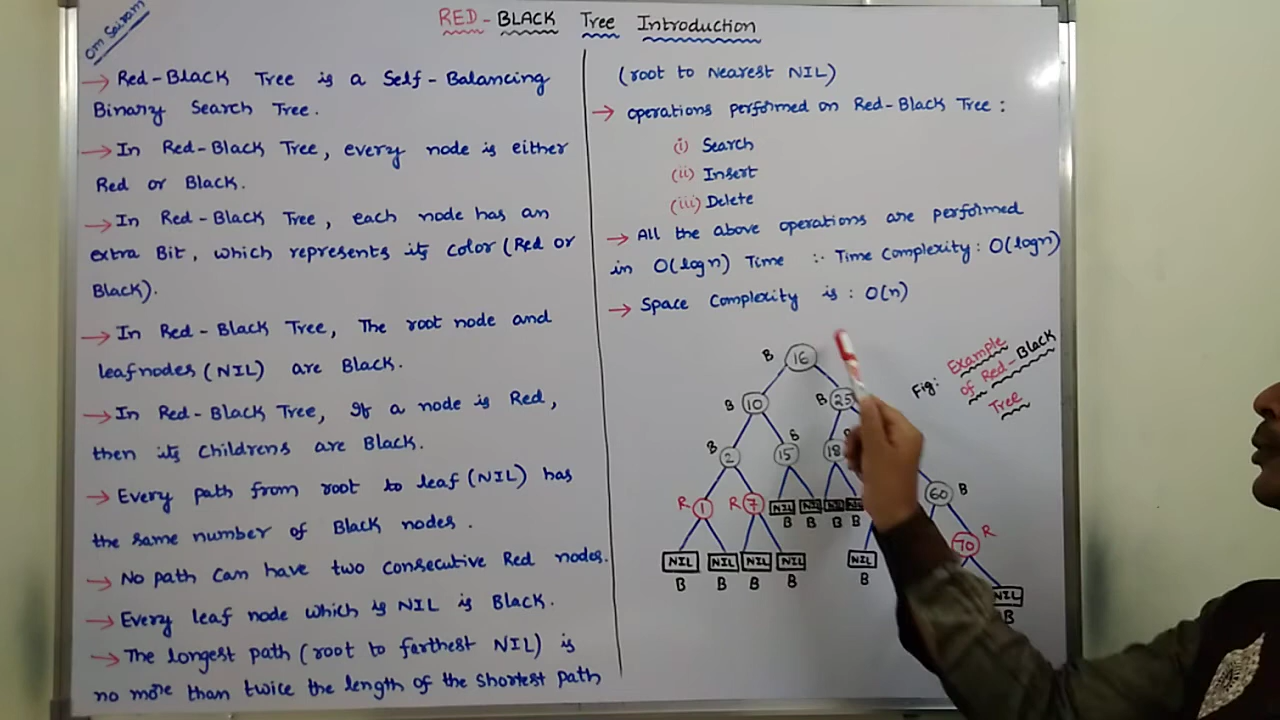 Om Sairam
RED-BLACK Tree Introduction
→ Red-Black Tree is a Self-Balancing
Binary Search Tree.
→ In Red-Black Tree, every node is either
Red or Black.
→ In Red-Black Tree, each node has an
extra Bit, which represents its color (Red or
Black).
→ In Red-Black Tree, The root node and
leaf nodes (NIL) are Black.
→ In Red-Black Tree, If a node is Red,
then its childrens are Black.
→ Every path from root to leaf (NIL) has
the same number of Black nodes.
→ No path can have two consecutive Red nodes.
→ Every leaf node which is NIL is Black.
→ The longest path (root to farthest NIL) is
no more than twice the length of the shortest path
(root to Nearest NIL)
→ operations performed on Red-Black Tree :
(i) Search
(ii) Insert
(iii) Delete
→ All the above operations are performed
in O(logn) Time ∴ Time Complexity : O(logn)
→ Space Complexity is : O(n)
Fig: Example
of Red-Black
Tree
B 16
B 10 B 25
B 2 B 15 18 B 60 B
R 1 R 7 NIL NIL NIL NIL 70 R
B B B B
NIL NIL NIL NIL NIL NIL
B B B B B B